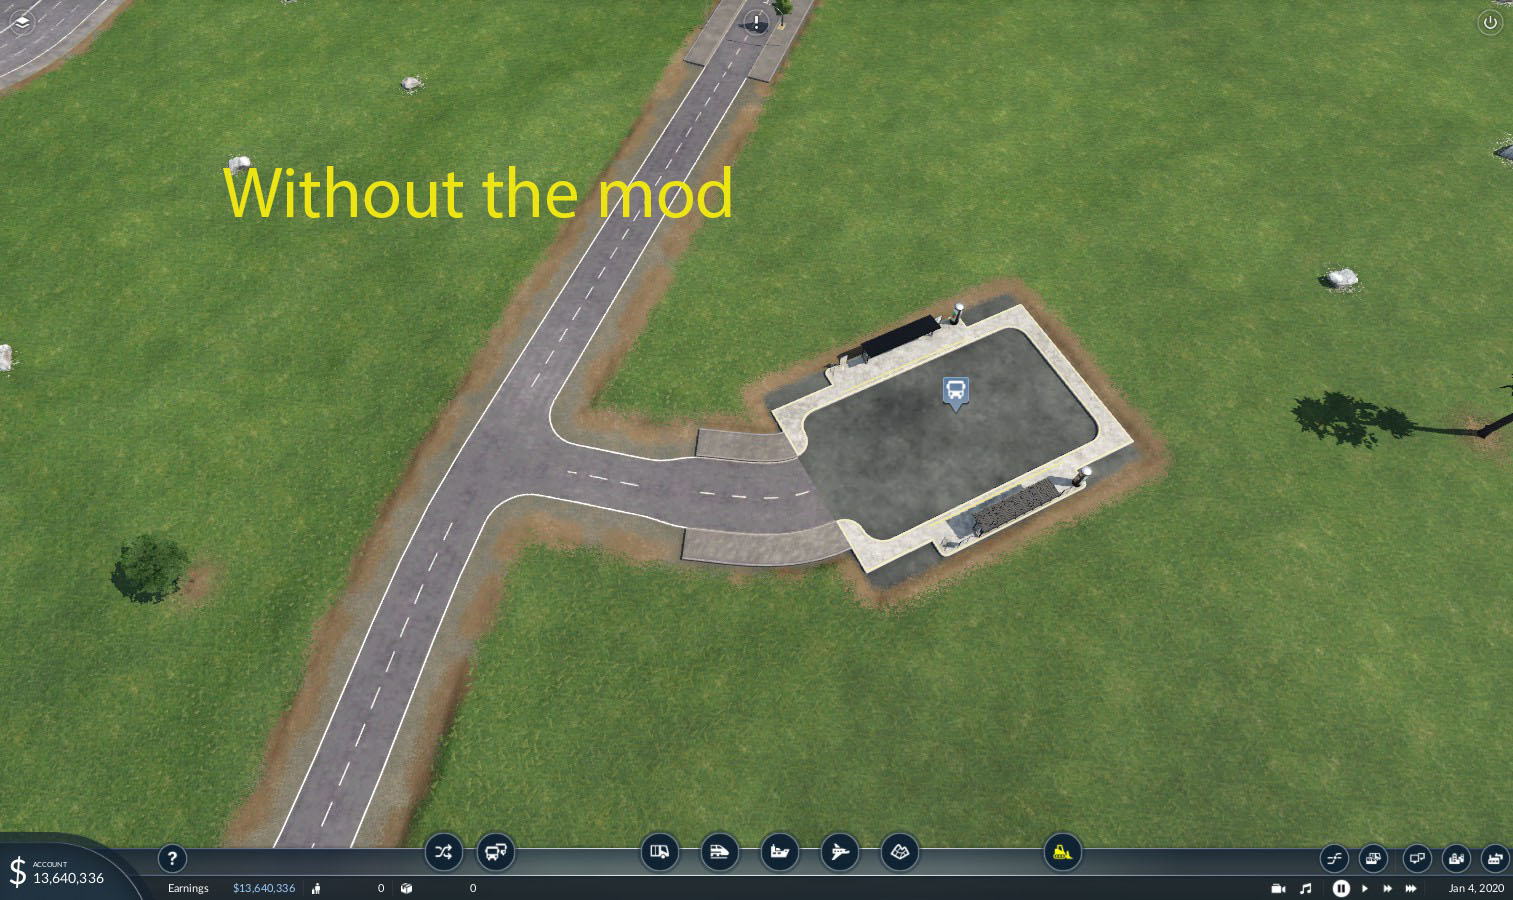 Without the mod
ACCOUNT
$ 13,640,336
?
Earnings $13,640,336 0 0
Jan 4, 2020